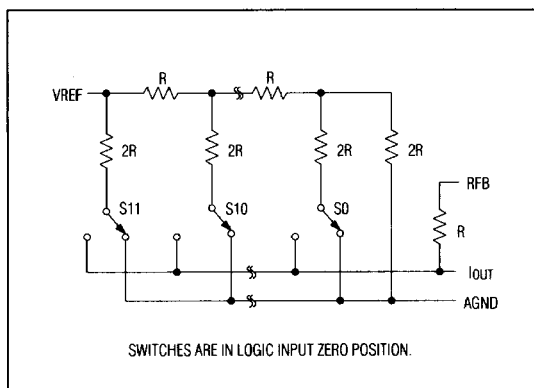 R R
VREF
2R 2R 2R 2R
RFB
S11 S10 S0
R
IOUT
AGND
SWITCHES ARE IN LOGIC INPUT ZERO POSITION.